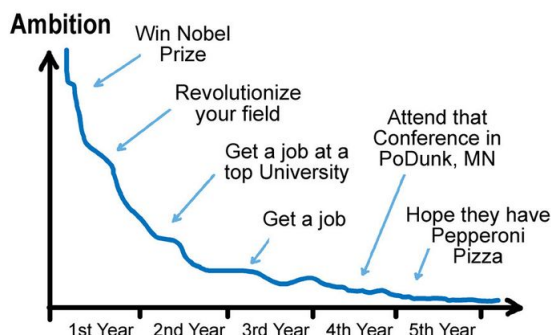 Ambition
Win Nobel
Prize
Revolutionize
your field
Get a job at a
top University
Get a job
Attend that
Conference in
PoDunk, MN
Hope they have
Pepperoni
Pizza
1st Year 2nd Year 3rd Year 4th Year 5th Year